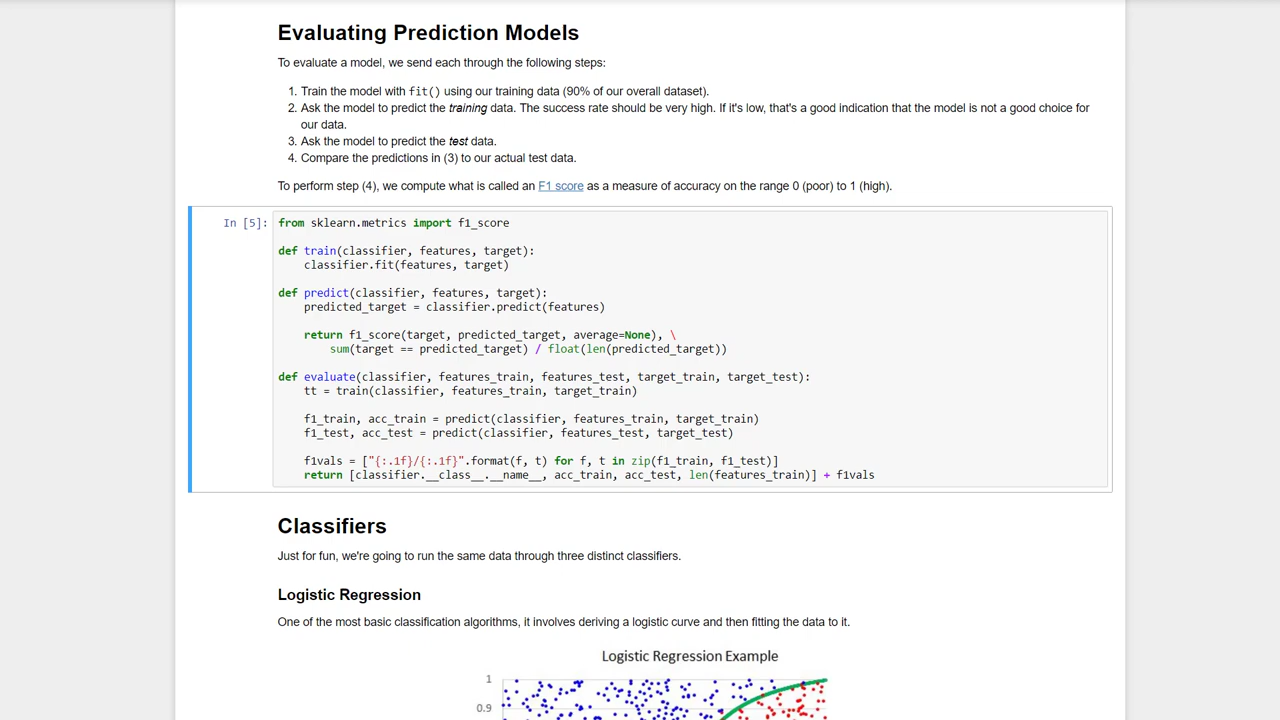 Evaluating Prediction Models
To evaluate a model, we send each through the following steps:
1. Train the model with fit() using our training data (90% of our overall dataset).
2. Ask the model to predict the training data. The success rate should be very high. If it's low, that's a good indication that the model is not a good choice for
our data.
3. Ask the model to predict the test data.
4. Compare the predictions in (3) to our actual test data.
To perform step (4), we compute what is called an F1 score as a measure of accuracy on the range 0 (poor) to 1 (high).
In [5]: from sklearn.metrics import f1_score
def train(classifier, features, target):
    classifier.fit(features, target)
def predict(classifier, features, target):
    predicted_target = classifier.predict(features)
    return f1_score(target, predicted_target, average=None), \
        sum(target == predicted_target) / float(len(predicted_target))
def evaluate(classifier, features_train, features_test, target_train, target_test):
    tt = train(classifier, features_train, target_train)
    f1_train, acc_train = predict(classifier, features_train, target_train)
    f1_test, acc_test = predict(classifier, features_test, target_test)
    f1vals = ["{:.1f}/{:.1f}".format(f, t) for f, t in zip(f1_train, f1_test)]
    return [classifier.__class__.__name__, acc_train, acc_test, len(features_train)] + f1vals
Classifiers
Just for fun, we're going to run the same data through three distinct classifiers.
Logistic Regression
One of the most basic classification algorithms, it involves deriving a logistic curve and then fitting the data to it.
Logistic Regression Example
1
0.9